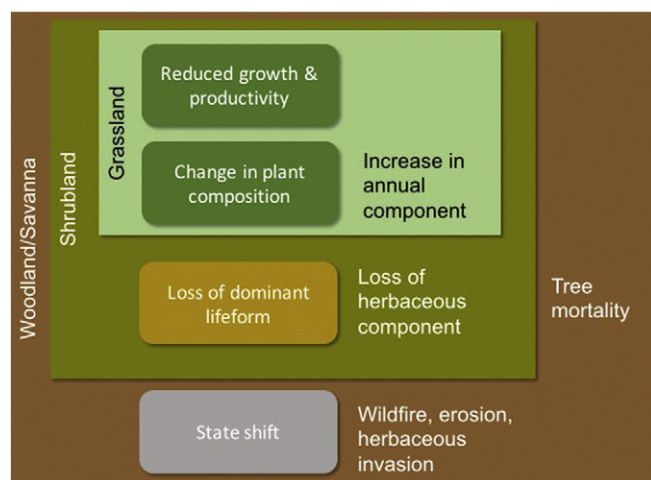 Woodland/Savanna
Shrubland
Grassland
Reduced growth &
productivity
Change in plant
composition
Increase in
annual component
Loss of dominant
lifeform
Loss of
herbaceous
component
Tree
mortality
State shift
Wildfire, erosion,
herbaceous
invasion